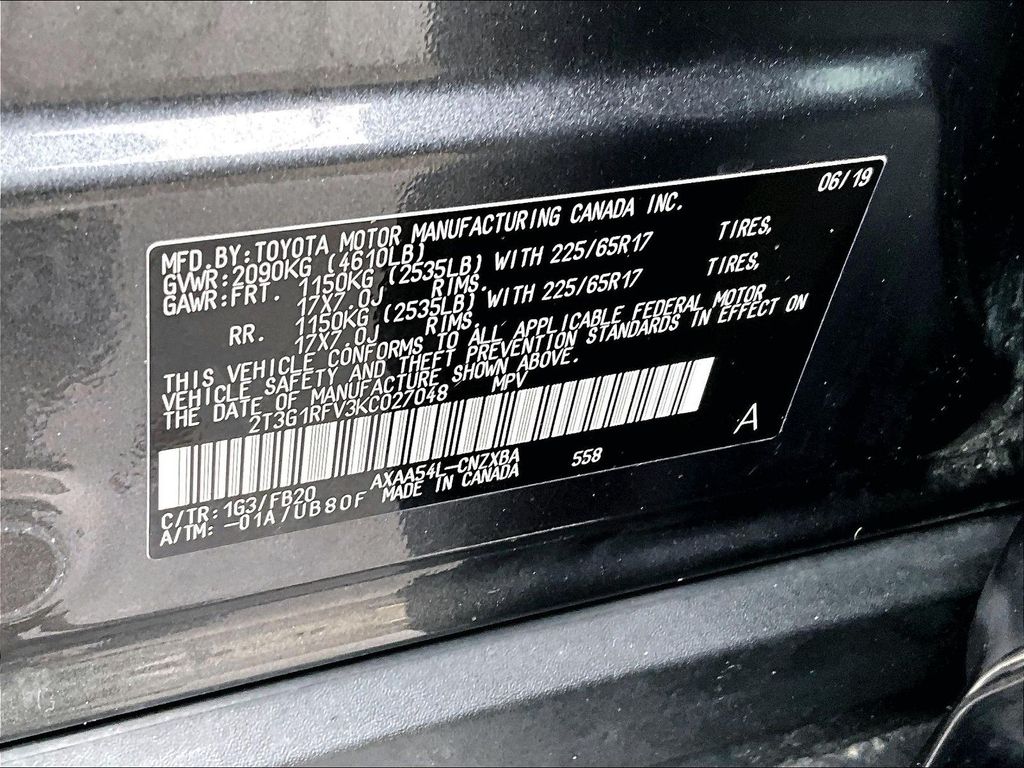 06/19
MFD.BY:TOYOTA MOTOR MANUFACTURING CANADA INC.
GVWR:2090KG (4610LB)
GAWR:FRT. 1150KG (2535LB) WITH 225/65R17 TIRES,
17X7.0J RIMS.
RR. 1150KG (2535LB) WITH 225/65R17 TIRES,
17X7.0J RIMS.
THIS VEHICLE CONFORMS TO ALL APPLICABLE FEDERAL MOTOR
VEHICLE SAFETY AND THEFT PREVENTION STANDARDS IN EFFECT ON
THE DATE OF MANUFACTURE SHOWN ABOVE.
2T3G1RFV3KC027048 MPV
A
C/TR:1G3/FB20 AXAA54L-CNZXBA 558
A/TM: -01A/UB80F MADE IN CANADA